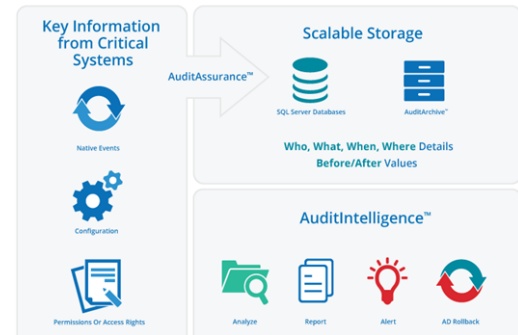 Key Information
from Critical
Systems
Native Events
Configuration
Permissions Or Access Rights
AuditAssurance™
Scalable Storage
SQL Server Databases
AuditArchive™
Who, What, When, Where Details
Before/After Values
AuditIntelligence™
Analyze
Report
Alert
AD Rollback